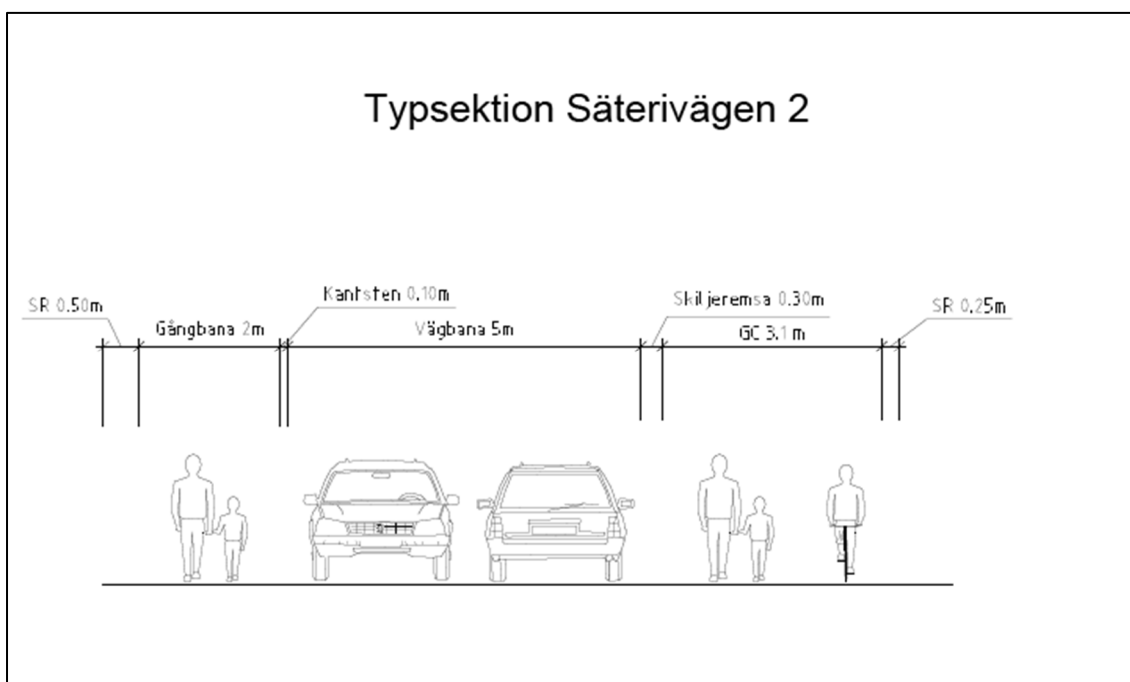 Typsektion Säterivägen 2
SR 0.50m
Gångbana 2m
Kantsten 0.10m
Vägbana 5m
Skiljeremsa 0.30m
GC 3.1 m
SR 0.25m